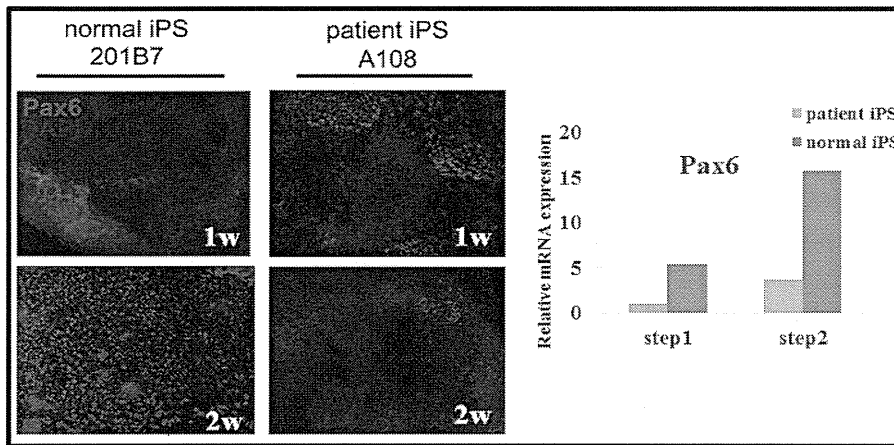 normal iPS
201B7
patient iPS
A108
Pax6
1w
1w
2w
2w
patient iPS
normal iPS
Pax6
Relative mRNA expression
20
15
10
5
0
step1
step2